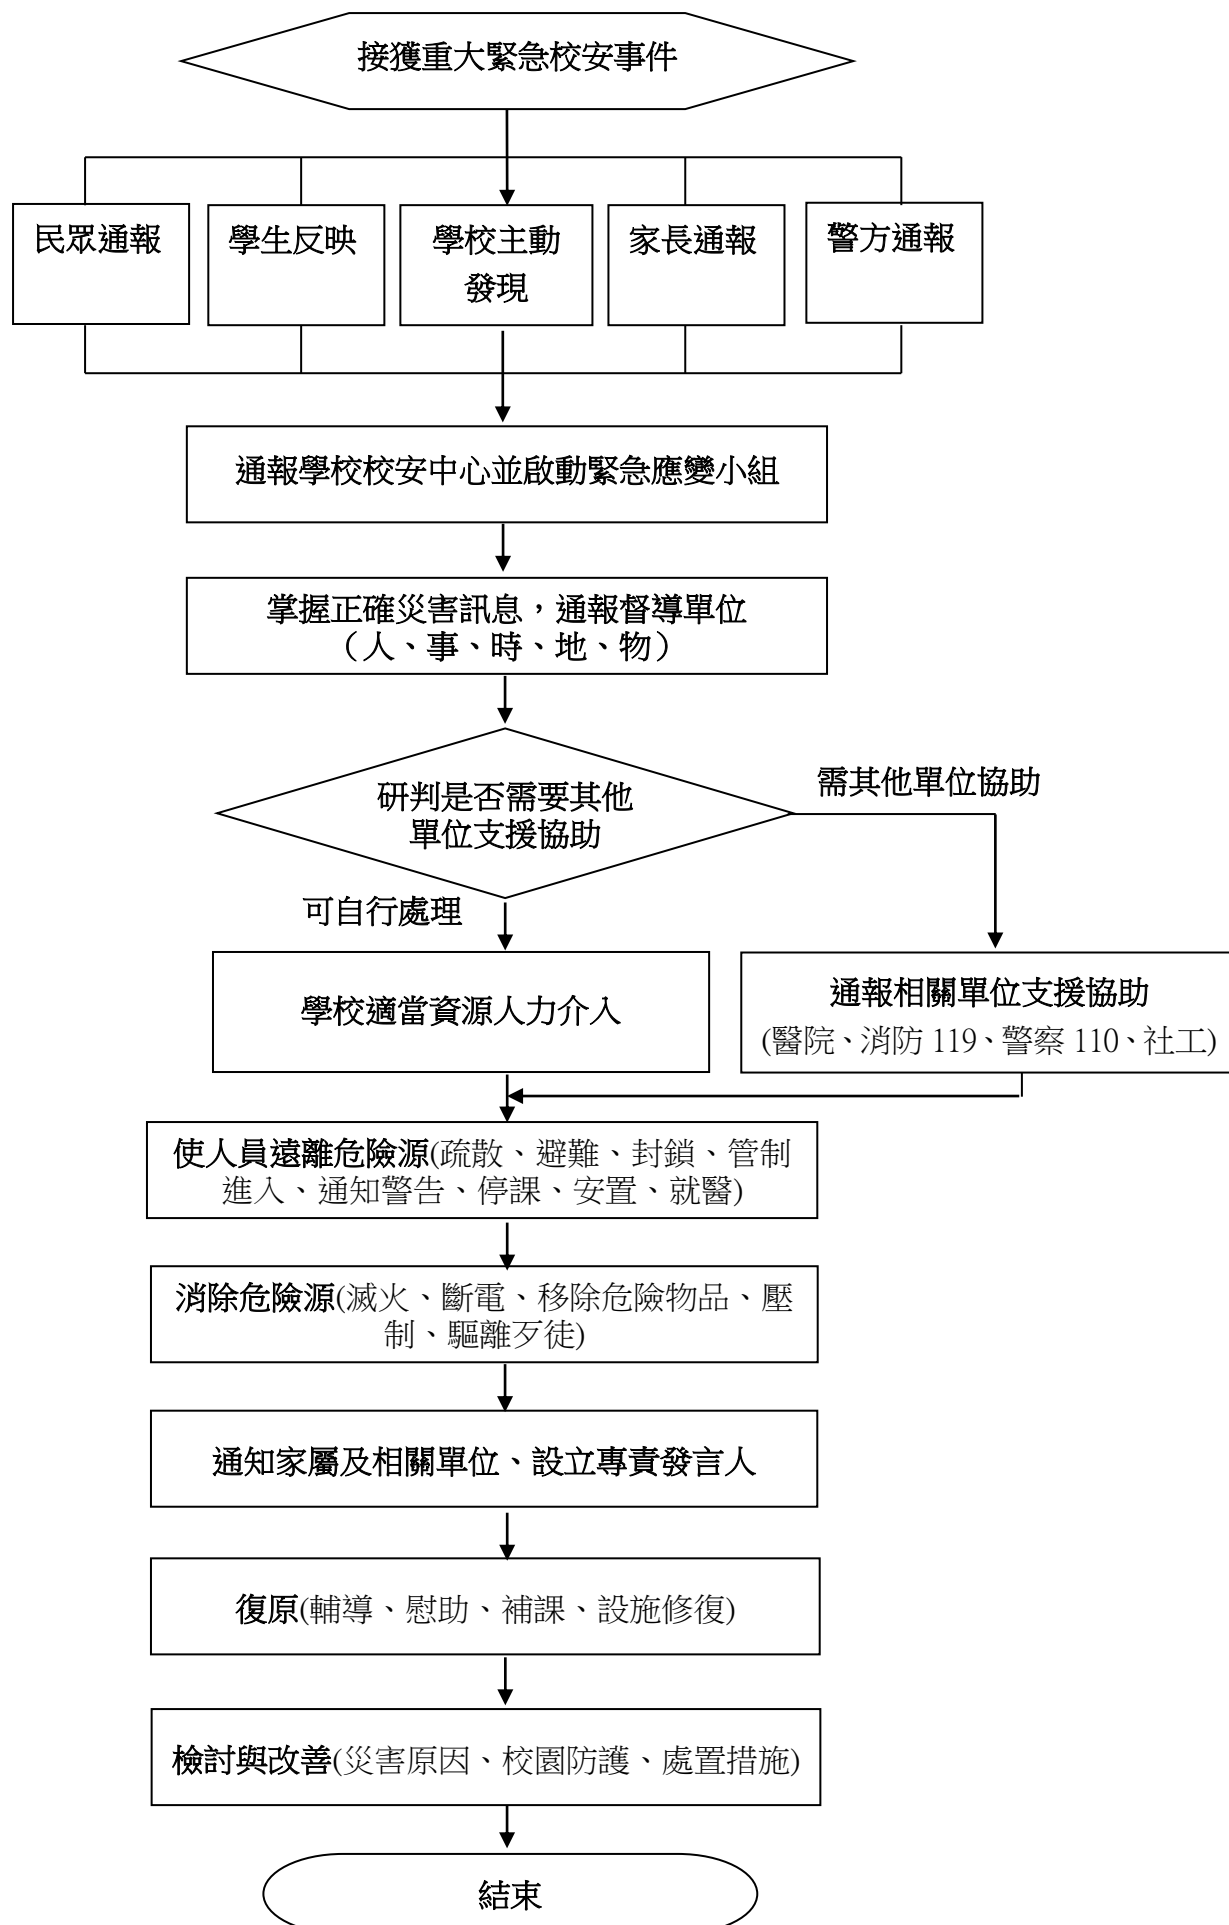 接獲重大緊急校安事件
民眾通報
學生反映
學校主動
發現
家長通報
警方通報
通報學校校安中心並啟動緊急應變小組
掌握正確災害訊息，通報督導單位
（人、事、時、地、物）
研判是否需要其他
單位支援協助
需其他單位協助
可自行處理
學校適當資源人力介入
通報相關單位支援協助
(醫院、消防 119、警察 110、社工)
使人員遠離危險源(疏散、避難、封鎖、管制
進入、通知警告、停課、安置、就醫)
消除危險源(滅火、斷電、移除危險物品、壓
制、驅離歹徒)
通知家屬及相關單位、設立專責發言人
復原(輔導、慰助、補課、設施修復)
檢討與改善(災害原因、校園防護、處置措施)
結束